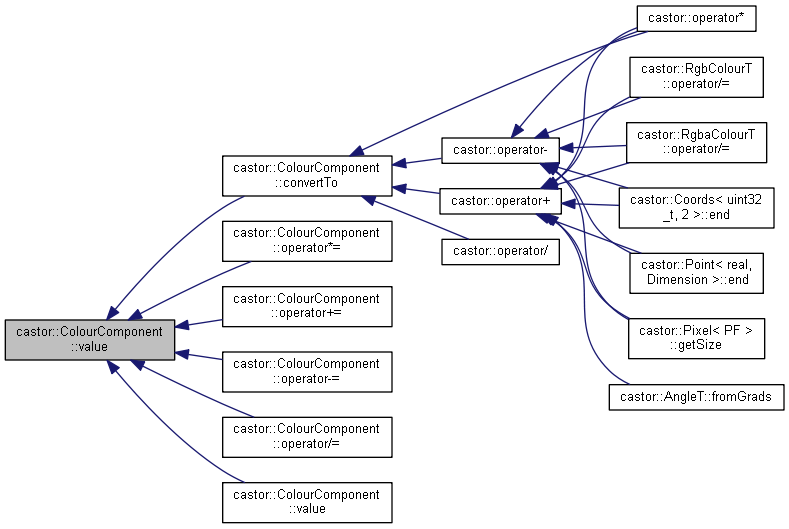 castor::ColourComponent
::value
castor::ColourComponent
::convertTo
castor::ColourComponent
::operator*=
castor::ColourComponent
::operator+=
castor::ColourComponent
::operator-=
castor::ColourComponent
::operator/=
castor::ColourComponent
::value
castor::operator-
castor::operator+
castor::operator/
castor::operator*
castor::RgbColourT
::operator/=
castor::RgbaColourT
::operator/=
castor::Coords< uint32
_t, 2 >::end
castor::Point< real,
Dimension >::end
castor::Pixel< PF >
::getSize
castor::AngleT::fromGrads